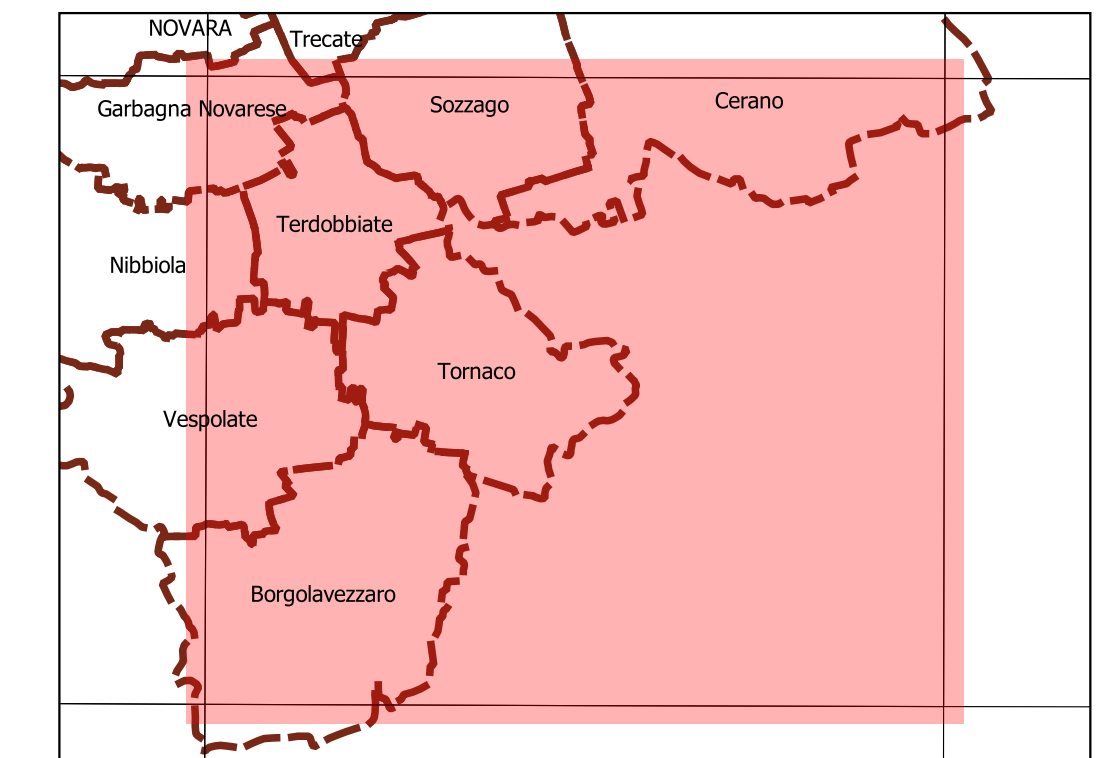 NOVARA
Trecate
Garbagna Novarese
Sozzago
Cerano
Terdobbiate
Nibbiola
Tornaco
Vespolate
Borgolavezzaro